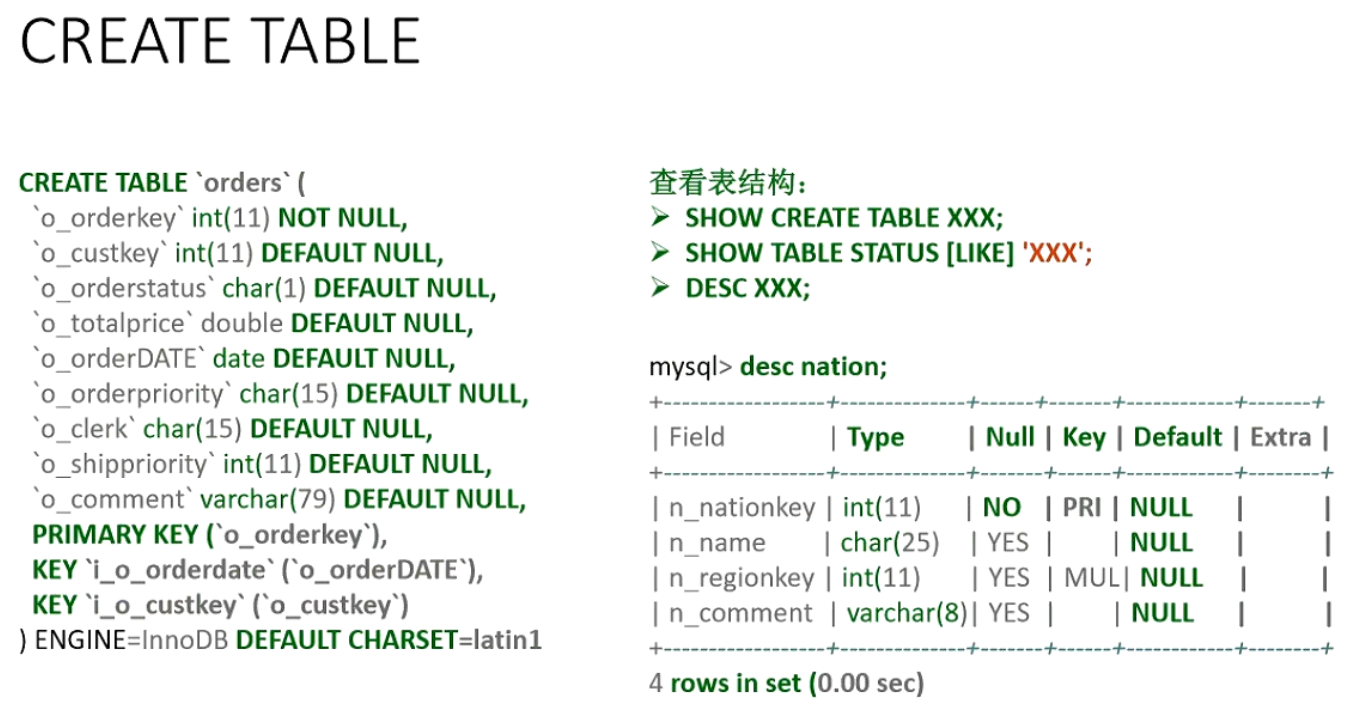 CREATE TABLE
CREATE TABLE `orders` (
`o_orderkey` int(11) NOT NULL,
`o_custkey` int(11) DEFAULT NULL,
`o_orderstatus` char(1) DEFAULT NULL,
`o_totalprice` double DEFAULT NULL,
`o_orderDATE` date DEFAULT NULL,
`o_orderpriority` char(15) DEFAULT NULL,
`o_clerk` char(15) DEFAULT NULL,
`o_shippriority` int(11) DEFAULT NULL,
`o_comment` varchar(79) DEFAULT NULL,
PRIMARY KEY (`o_orderkey`),
KEY `i_o_orderdate` (`o_orderDATE`),
KEY `i_o_custkey` (`o_custkey`)
) ENGINE=InnoDB DEFAULT CHARSET=latin1
查看表结构：
➢ SHOW CREATE TABLE XXX;
➢ SHOW TABLE STATUS [LIKE] 'XXX';
➢ DESC XXX;
mysql> desc nation;
+------------------+--------------+------+-------+------------+-------+
| Field | Type | Null | Key | Default | Extra |
+------------------+--------------+-------+------+------------+--------+
| n_nationkey | int(11) | NO | PRI | NULL | |
| n_name | char(25) | YES | | NULL | |
| n_regionkey | int(11) | YES | MUL| NULL | |
| n_comment | varchar(8)| YES | | NULL | |
+------------------+--------------+-------+------+------------+--------+
4 rows in set (0.00 sec)